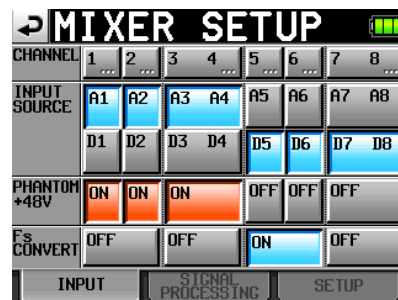 MIXER SETUP
CHANNEL 1... 2... 3 4... 5... 6... 7 8...
INPUT SOURCE A1 A2 A3 A4 A5 A6 A7 A8
D1 D2 D3 D4 D5 D6 D7 D8
PHANTOM +48V ON ON ON OFF OFF OFF
Fs CONVERT OFF OFF ON OFF
INPUT SIGNAL PROCESSING SETUP